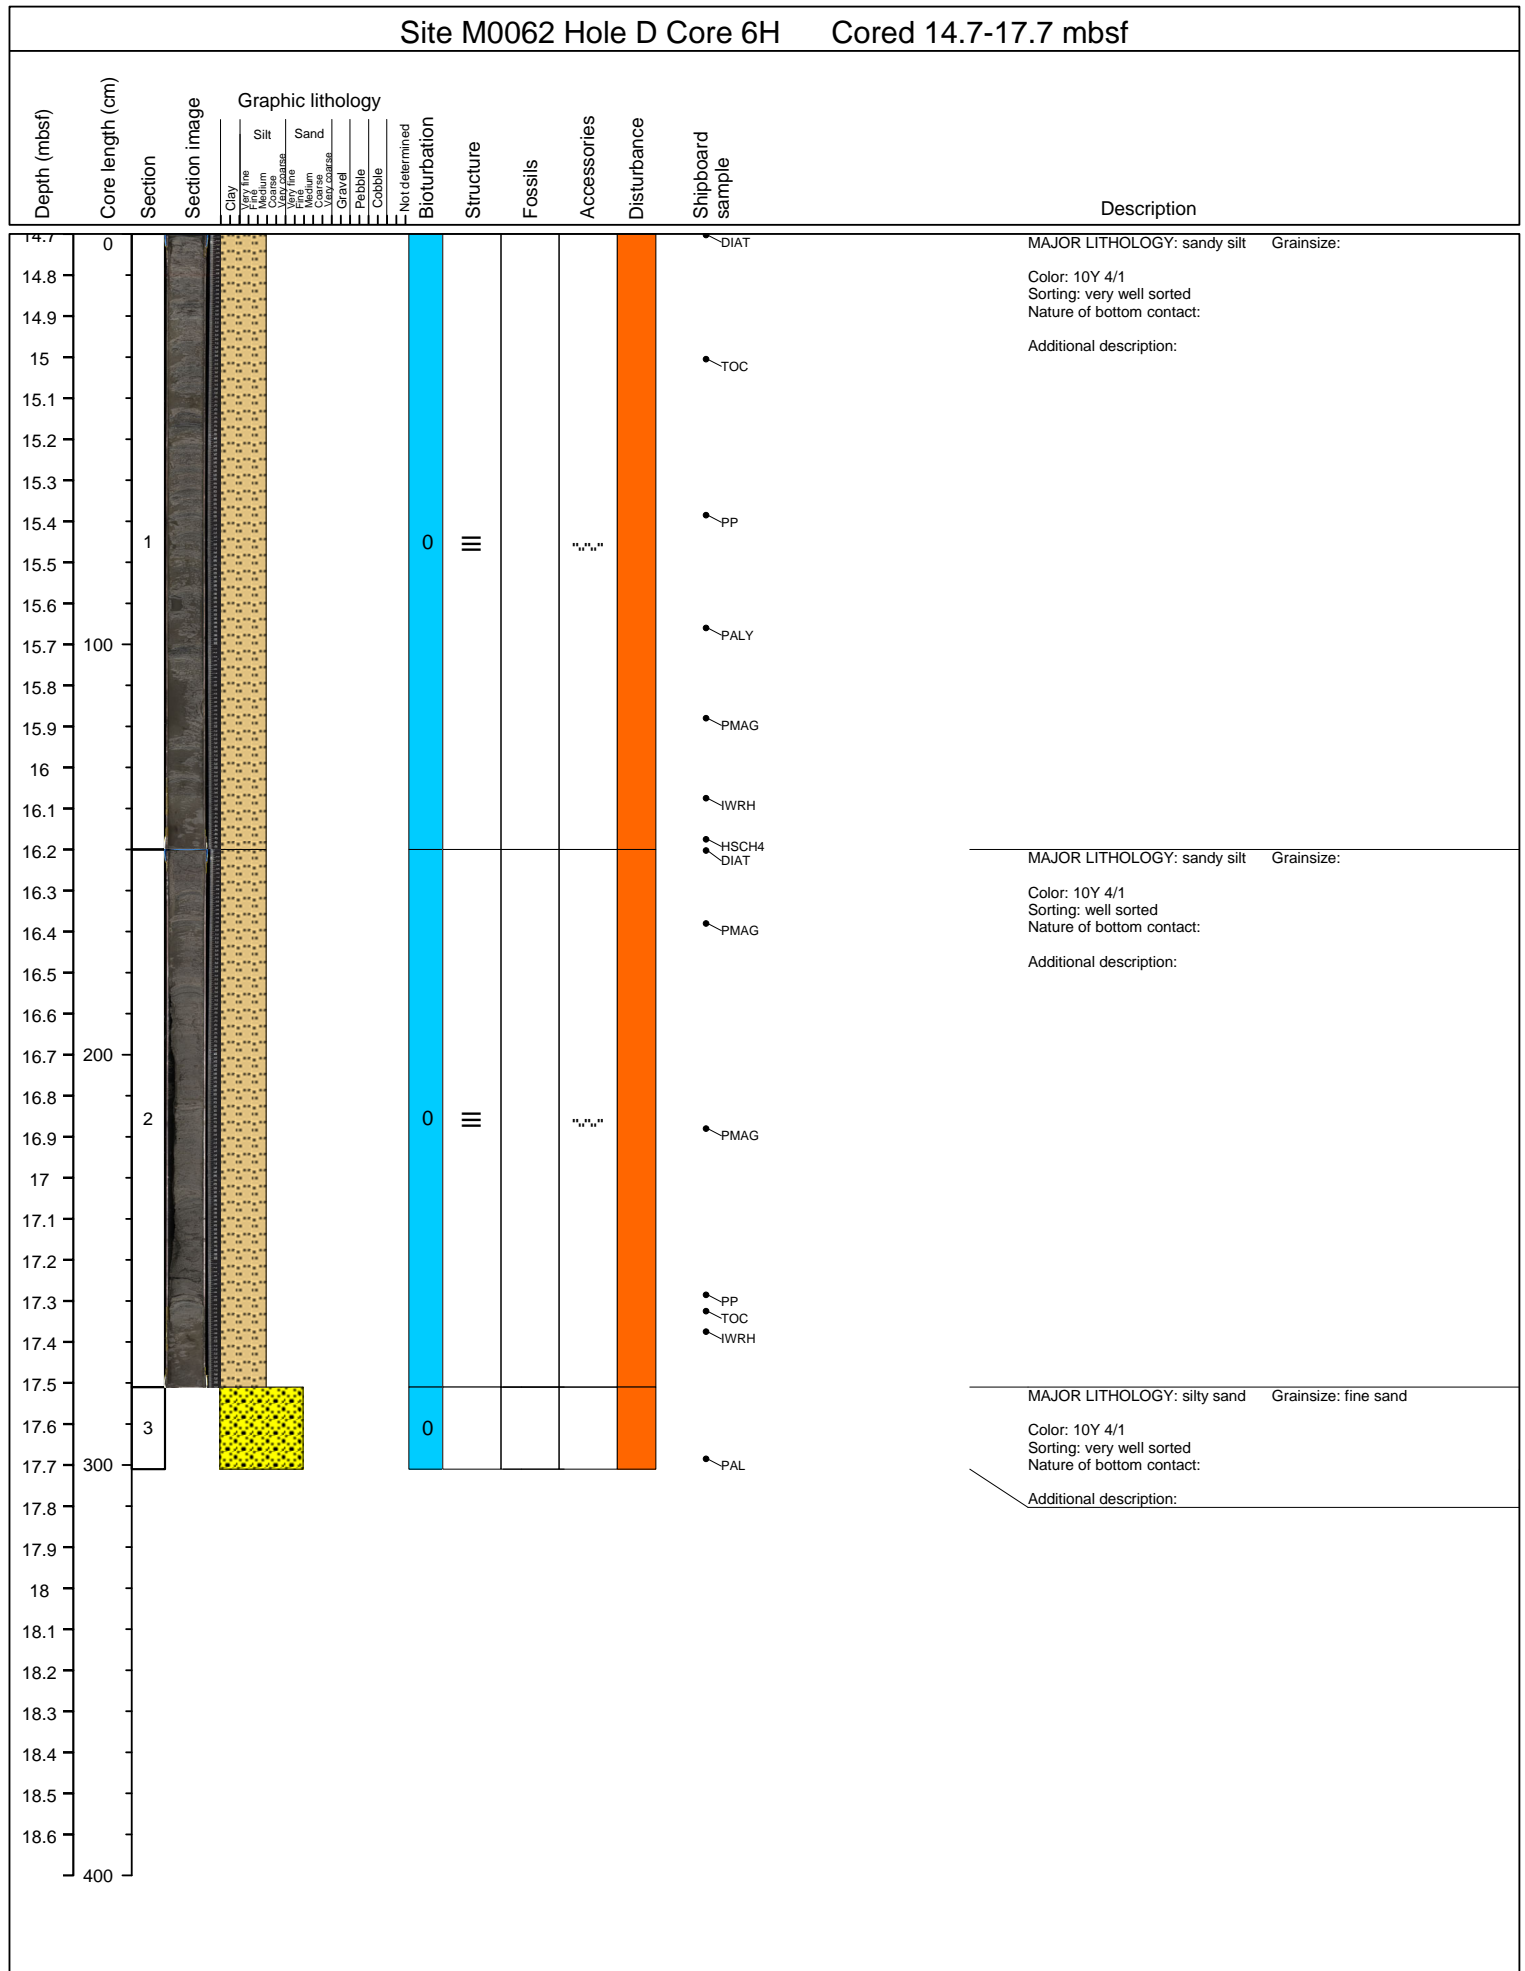 Site M0062 Hole D Core 6H Cored 14.7-17.7 mbsf
Depth (mbsf)
Core length (cm)
Section
Section image
Graphic lithology
Clay
Silt
Very fine
Fine
Medium
Coarse
Very coarse
Sand
Very fine
Fine
Medium
Coarse
Very coarse
Gravel
Pebble
Cobble
Not determined
Bioturbation
Structure
Fossils
Accessories
Disturbance
Shipboard
sample
Description
14.7
14.8
14.9
15
15.1
15.2
15.3
15.4
15.5
15.6
15.7
15.8
15.9
16
16.1
16.2
16.3
16.4
16.5
16.6
16.7
16.8
16.9
17
17.1
17.2
17.3
17.4
17.5
17.6
17.7
17.8
17.9
18
18.1
18.2
18.3
18.4
18.5
18.6
0
100
200
300
400
1
2
3
0
0
0
DIAT
TOC
PP
PALY
PMAG
IWRH
HSCH4
DIAT
PMAG
PMAG
PP
TOC
IWRH
PAL
MAJOR LITHOLOGY: sandy silt Grainsize:
Color: 10Y 4/1
Sorting: very well sorted
Nature of bottom contact:
Additional description:
MAJOR LITHOLOGY: sandy silt Grainsize:
Color: 10Y 4/1
Sorting: well sorted
Nature of bottom contact:
Additional description:
MAJOR LITHOLOGY: silty sand Grainsize: fine sand
Color: 10Y 4/1
Sorting: very well sorted
Nature of bottom contact:
Additional description: